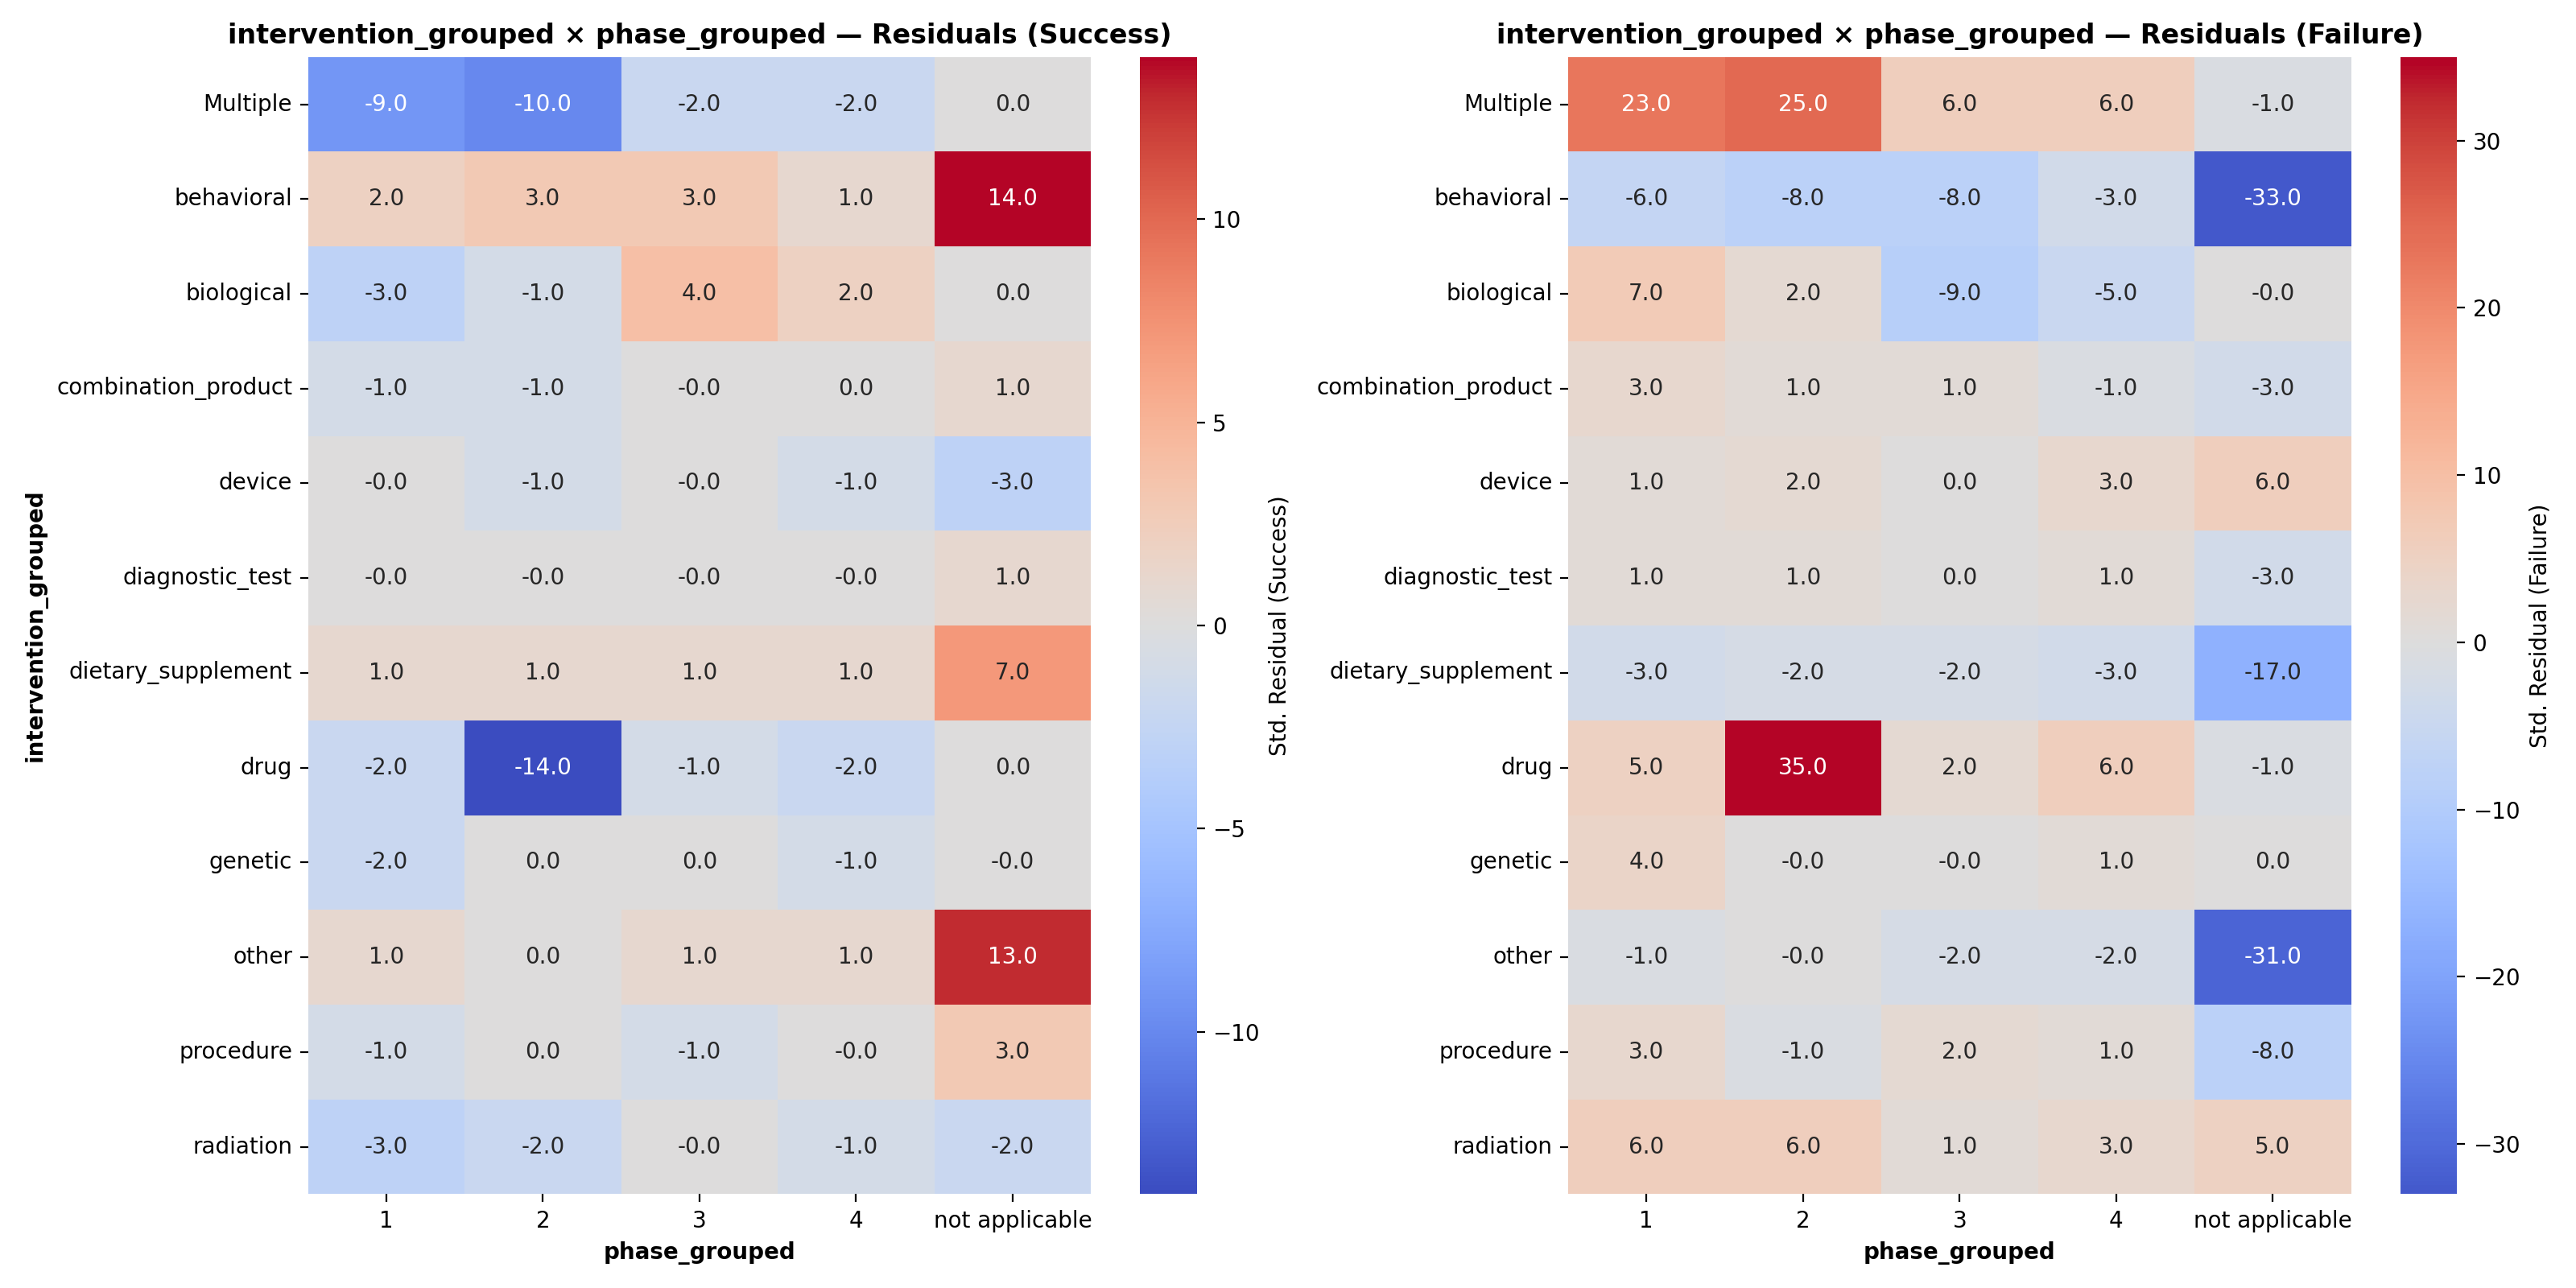 intervention_grouped × phase_grouped — Residuals (Success)
intervention_grouped
Multiple -9.0 -10.0 -2.0 -2.0 0.0
behavioral 2.0 3.0 3.0 1.0 14.0
biological -3.0 -1.0 4.0 2.0 0.0
combination_product -1.0 -1.0 -0.0 0.0 1.0
device -0.0 -1.0 -0.0 -1.0 -3.0
diagnostic_test -0.0 -0.0 -0.0 -0.0 1.0
dietary_supplement 1.0 1.0 1.0 1.0 7.0
drug -2.0 -14.0 -1.0 -2.0 0.0
genetic -2.0 0.0 0.0 -1.0 -0.0
other 1.0 0.0 1.0 1.0 13.0
procedure -1.0 0.0 -1.0 -0.0 3.0
radiation -3.0 -2.0 -0.0 -1.0 -2.0
1 2 3 4 not applicable
phase_grouped
10
5
0
−5
−10
Std. Residual (Success)
intervention_grouped × phase_grouped — Residuals (Failure)
Multiple 23.0 25.0 6.0 6.0 -1.0
behavioral -6.0 -8.0 -8.0 -3.0 -33.0
biological 7.0 2.0 -9.0 -5.0 -0.0
combination_product 3.0 1.0 1.0 -1.0 -3.0
device 1.0 2.0 0.0 3.0 6.0
diagnostic_test 1.0 1.0 0.0 1.0 -3.0
dietary_supplement -3.0 -2.0 -2.0 -3.0 -17.0
drug 5.0 35.0 2.0 6.0 -1.0
genetic 4.0 -0.0 -0.0 1.0 0.0
other -1.0 -0.0 -2.0 -2.0 -31.0
procedure 3.0 -1.0 2.0 1.0 -8.0
radiation 6.0 6.0 1.0 3.0 5.0
1 2 3 4 not applicable
phase_grouped
30
20
10
0
−10
−20
−30
Std. Residual (Failure)